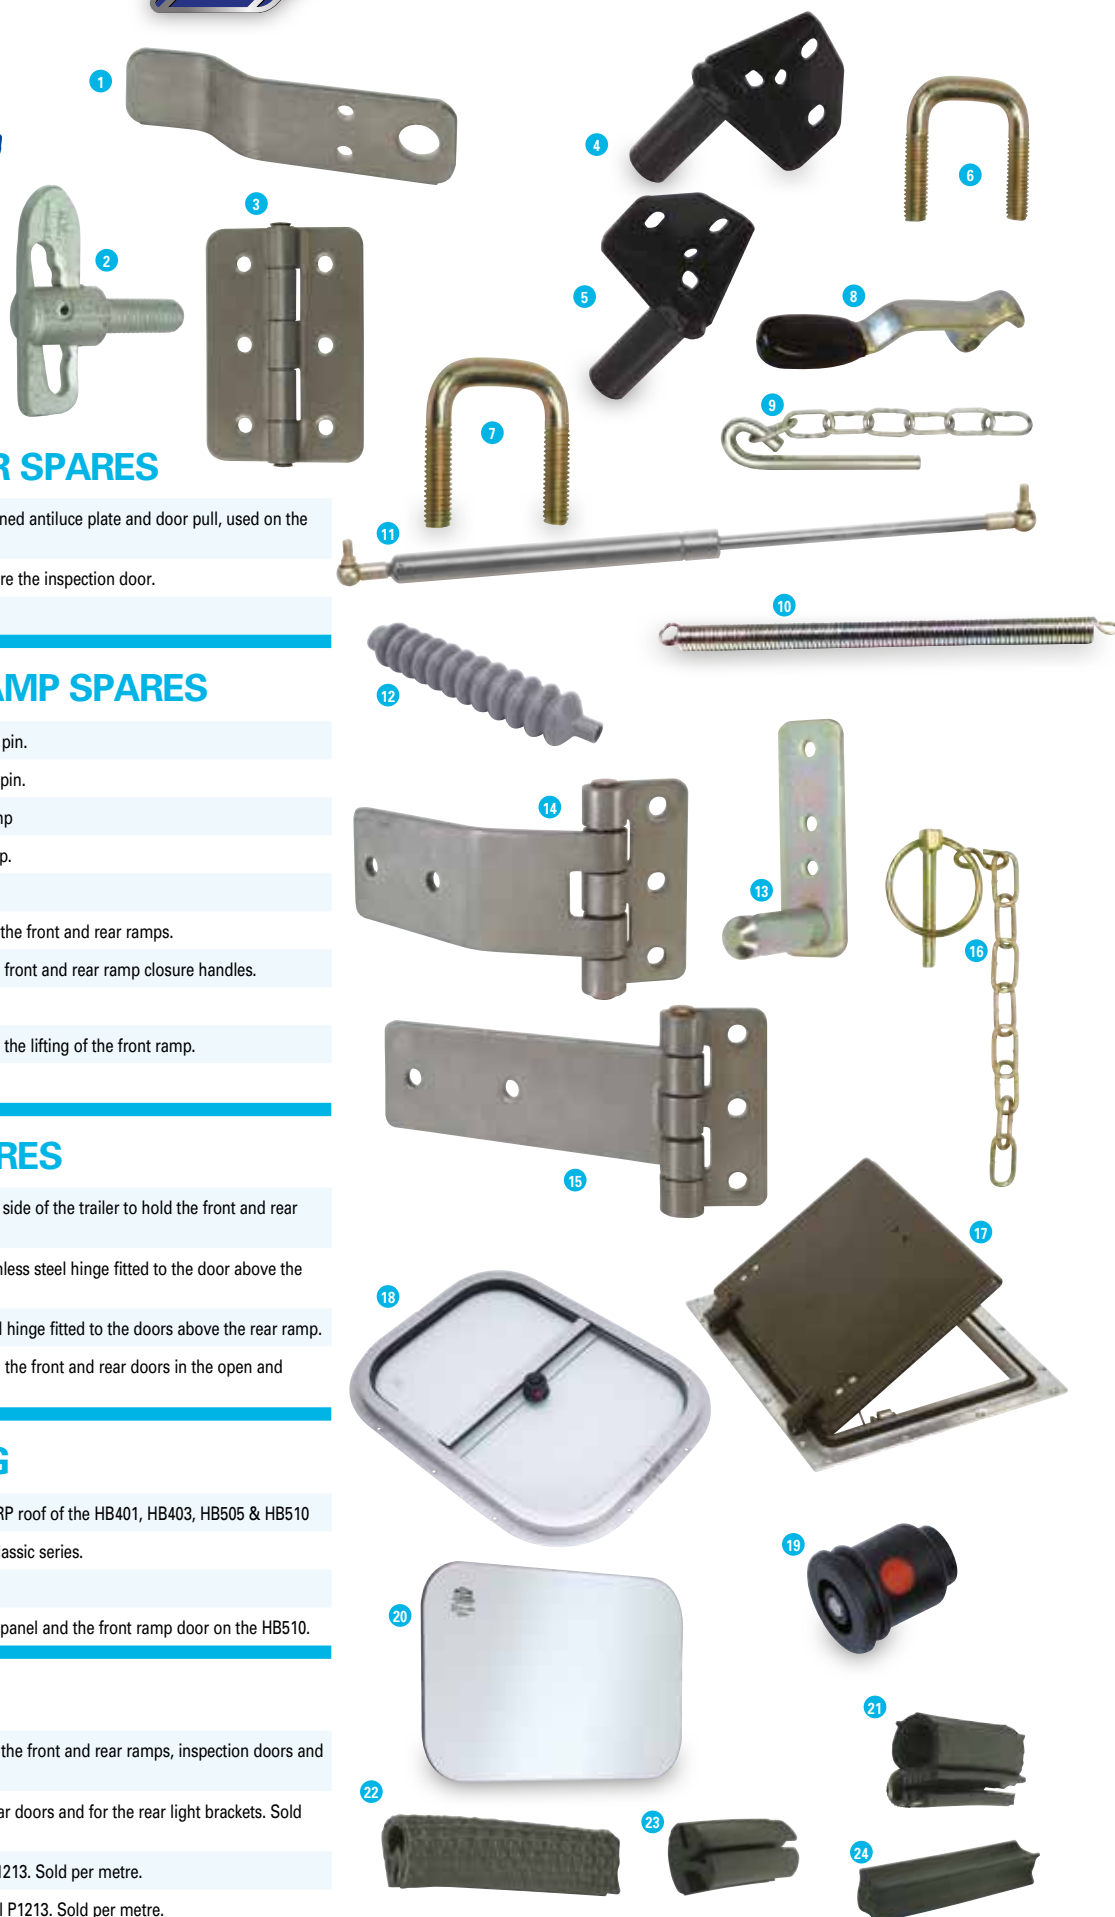 1
4
6
3
2
5
8
9
7
R SPARES
ned antiluce plate and door pull, used on the
11
re the inspection door.
10
AMP SPARES
12
pin.
pin.
14
np
p.
13
the front and rear ramps.
16
front and rear ramp closure handles.
the lifting of the front ramp.
RES
15
side of the trailer to hold the front and rear
17
nless steel hinge fitted to the door above the
18
l hinge fitted to the doors above the rear ramp.
the front and rear doors in the open and
G
RP roof of the HB401, HB403, HB505 & HB510
19
lassic series.
20
panel and the front ramp door on the HB510.
21
the front and rear ramps, inspection doors and
22
ar doors and for the rear light brackets. Sold
23
24
1213. Sold per metre.
l P1213. Sold per metre.